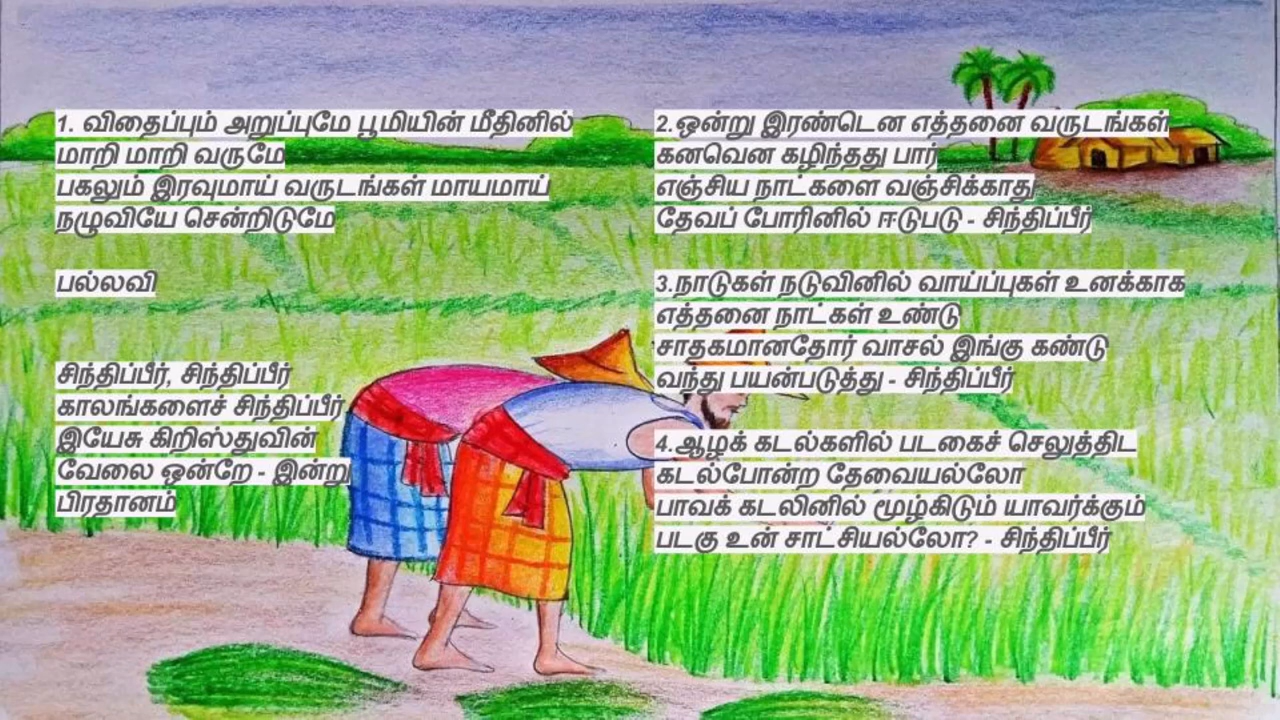 1. விதைப்பும் அறுப்புமே பூமியின் மீதினில்
மாறி மாறி வருமே
பகலும் இரவுமாய் வருடங்கள் மாயமாய்
நழுவியே சென்றிடுமே
பல்லவி
சிந்திப்பீர், சிந்திப்பீர்
காலங்களைச் சிந்திப்பீர்
இயேசு கிறிஸ்துவின்
வேலை ஒன்றே - இன்று
பிரதானம்
2.ஒன்று இரண்டென எத்தனை வருடங்கள்
கனவென கழிந்தது பார்
எஞ்சிய நாட்களை வஞ்சிக்காது
தேவப் போரினில் ஈடுபடு - சிந்திப்பீர்
3.நாடுகள் நடுவினில் வாய்ப்புகள் உனக்காக
எத்தனை நாட்கள் உண்டு
சாதகமானதோர் வாசல் இங்கு கண்டு
வந்து பயன்படுத்து - சிந்திப்பீர்
4.ஆழக் கடல்களில் படகைச் செலுத்திட
கடல்போன்ற தேவையல்லோ
பாவக் கடலினில் மூழ்கிடும் யாவர்க்கும்
படகு உன் சாட்சியல்லோ? - சிந்திப்பீர்